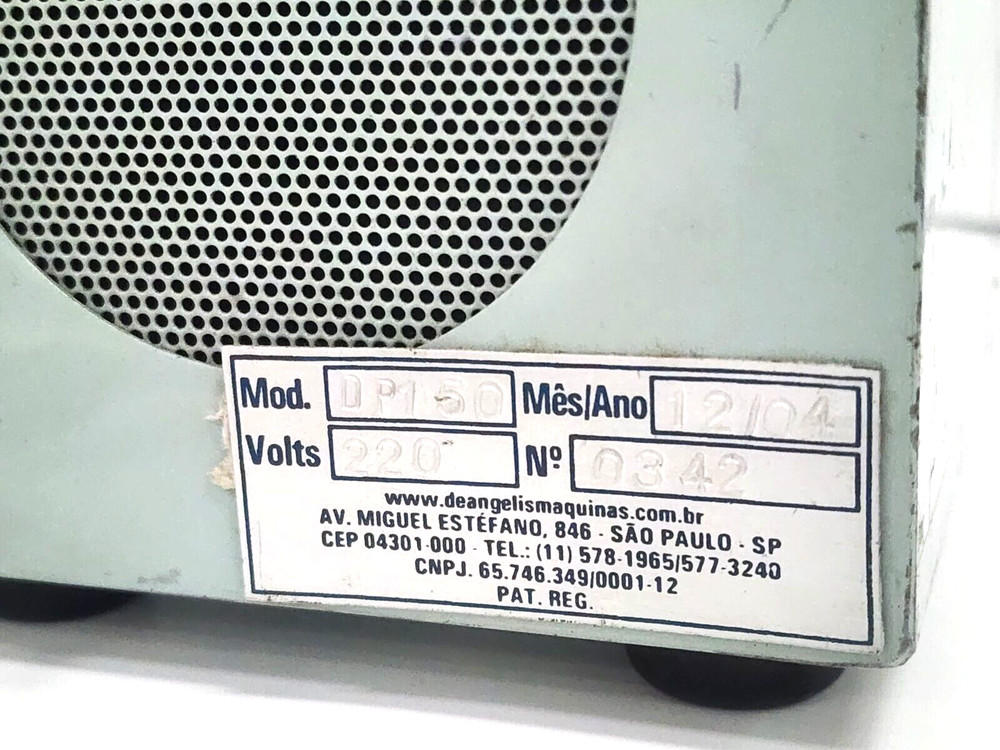 Mod. DP150 Mês/Ano 12/04
Volts 220 Nº 0342
www.deangelismaquinas.com.br
AV. MIGUEL ESTÉFANO, 846 - SÃO PAULO - SP
CEP 04301-000 - TEL.: (11) 578-1965/577-3240
CNPJ. 65.746.349/0001-12
PAT. REG.